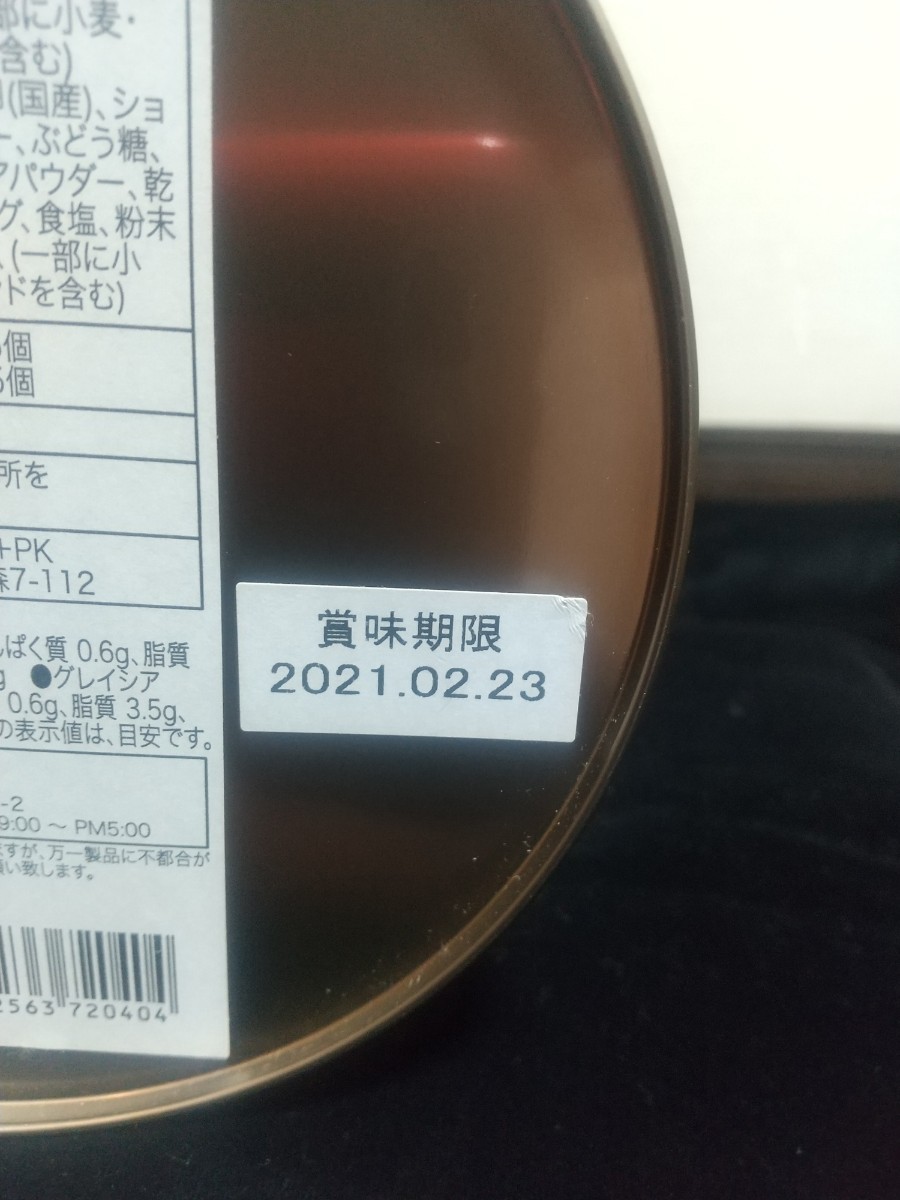 部に小麦・
含む)
(国産)、ショ
ー、ぶどう糖、
アパウダー、乾
グ、食塩、粉末
、(一部に小
ドを含む)
個
個
所を
+PK
森7-112
んぱく質 0.6g、脂質
g ●グレイシア
0.6g、脂質 3.5g、
の表示値は、目安です。
賞味期限
2021.02.23
-2
9:00 ～ PM5:00
ますが、万一製品に不都合が
願い致します。
2563 720404